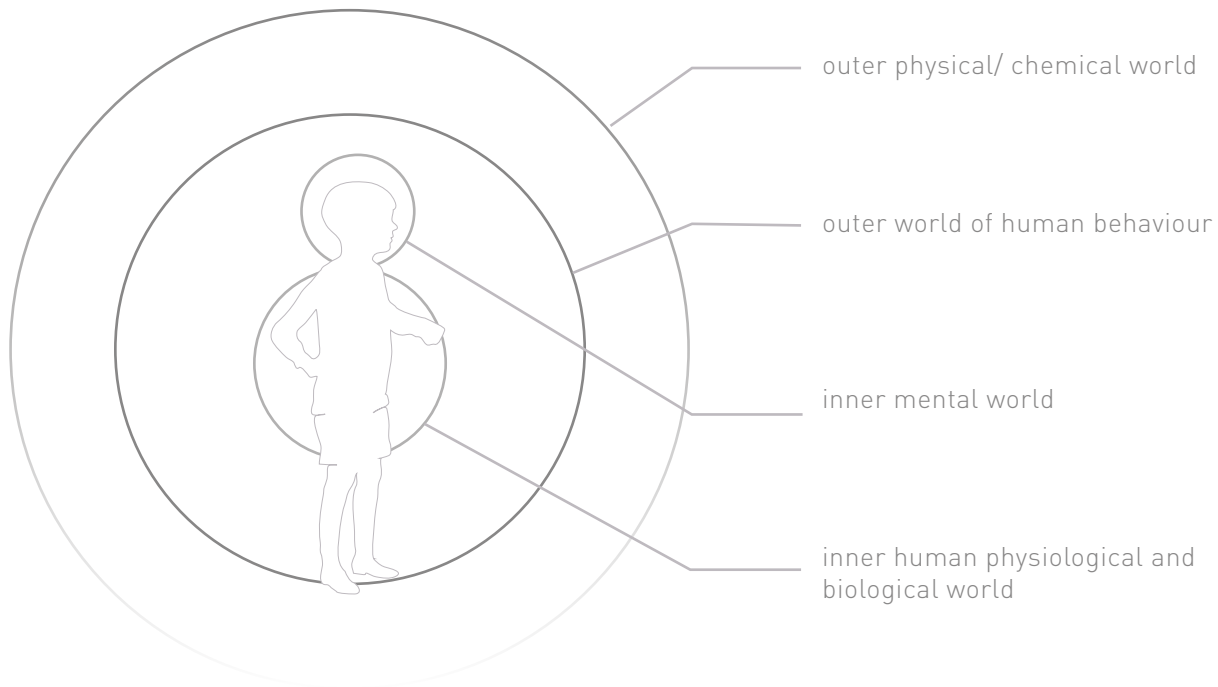 outer physical/ chemical world
outer world of human behaviour
inner mental world
inner human physiological and
biological world